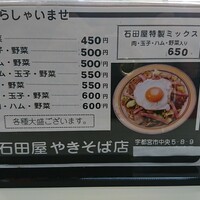 らしゃいませ
菜 450円
子・野菜 500円
ム・野菜 500円
ム・玉子 550円
・野菜 550円
・玉子・野菜 600円
・ハム・野菜 600円
各種大盛ございます。
石田屋特製ミックス
肉・玉子・ハム・野菜入り
650
石田屋やきそば店
宇都宮市中央5-8-9